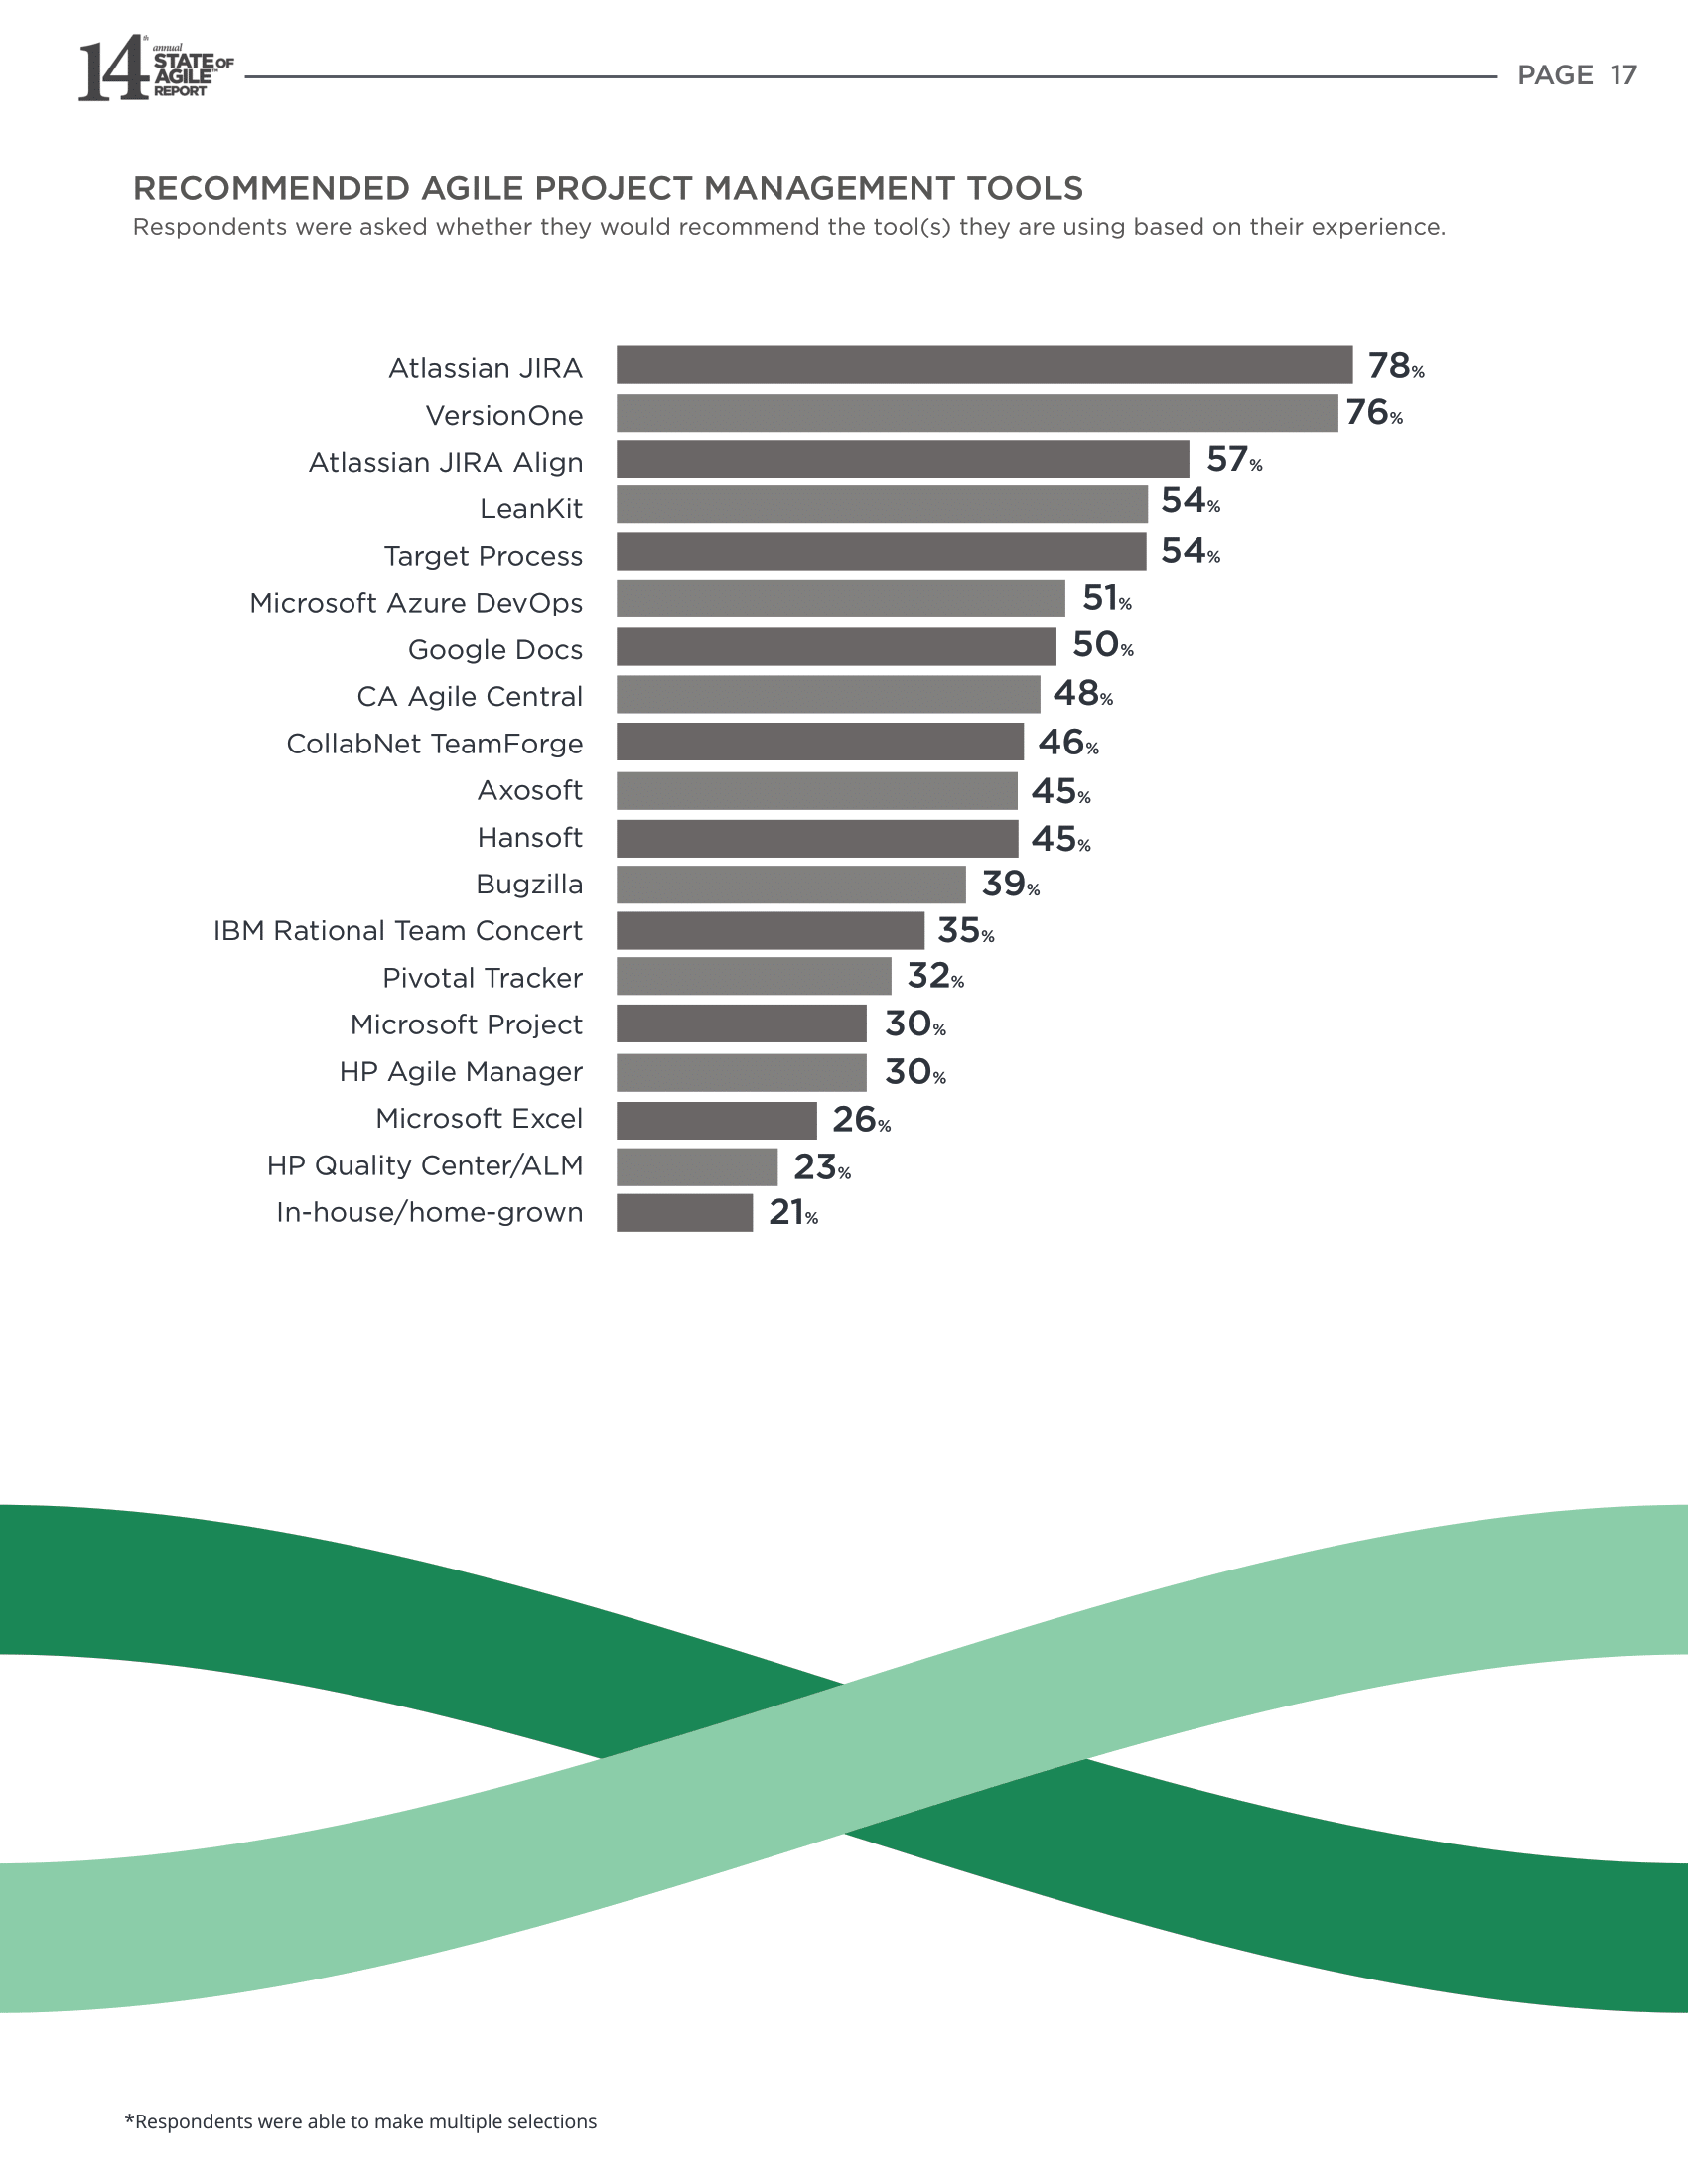 14th annual
STATE OF
AGILE™
REPORT
PAGE 17
RECOMMENDED AGILE PROJECT MANAGEMENT TOOLS
Respondents were asked whether they would recommend the tool(s) they are using based on their experience.
Atlassian JIRA 78%
VersionOne 76%
Atlassian JIRA Align 57%
LeanKit 54%
Target Process 54%
Microsoft Azure DevOps 51%
Google Docs 50%
CA Agile Central 48%
CollabNet TeamForge 46%
Axosoft 45%
Hansoft 45%
Bugzilla 39%
IBM Rational Team Concert 35%
Pivotal Tracker 32%
Microsoft Project 30%
HP Agile Manager 30%
Microsoft Excel 26%
HP Quality Center/ALM 23%
In-house/home-grown 21%
*Respondents were able to make multiple selections